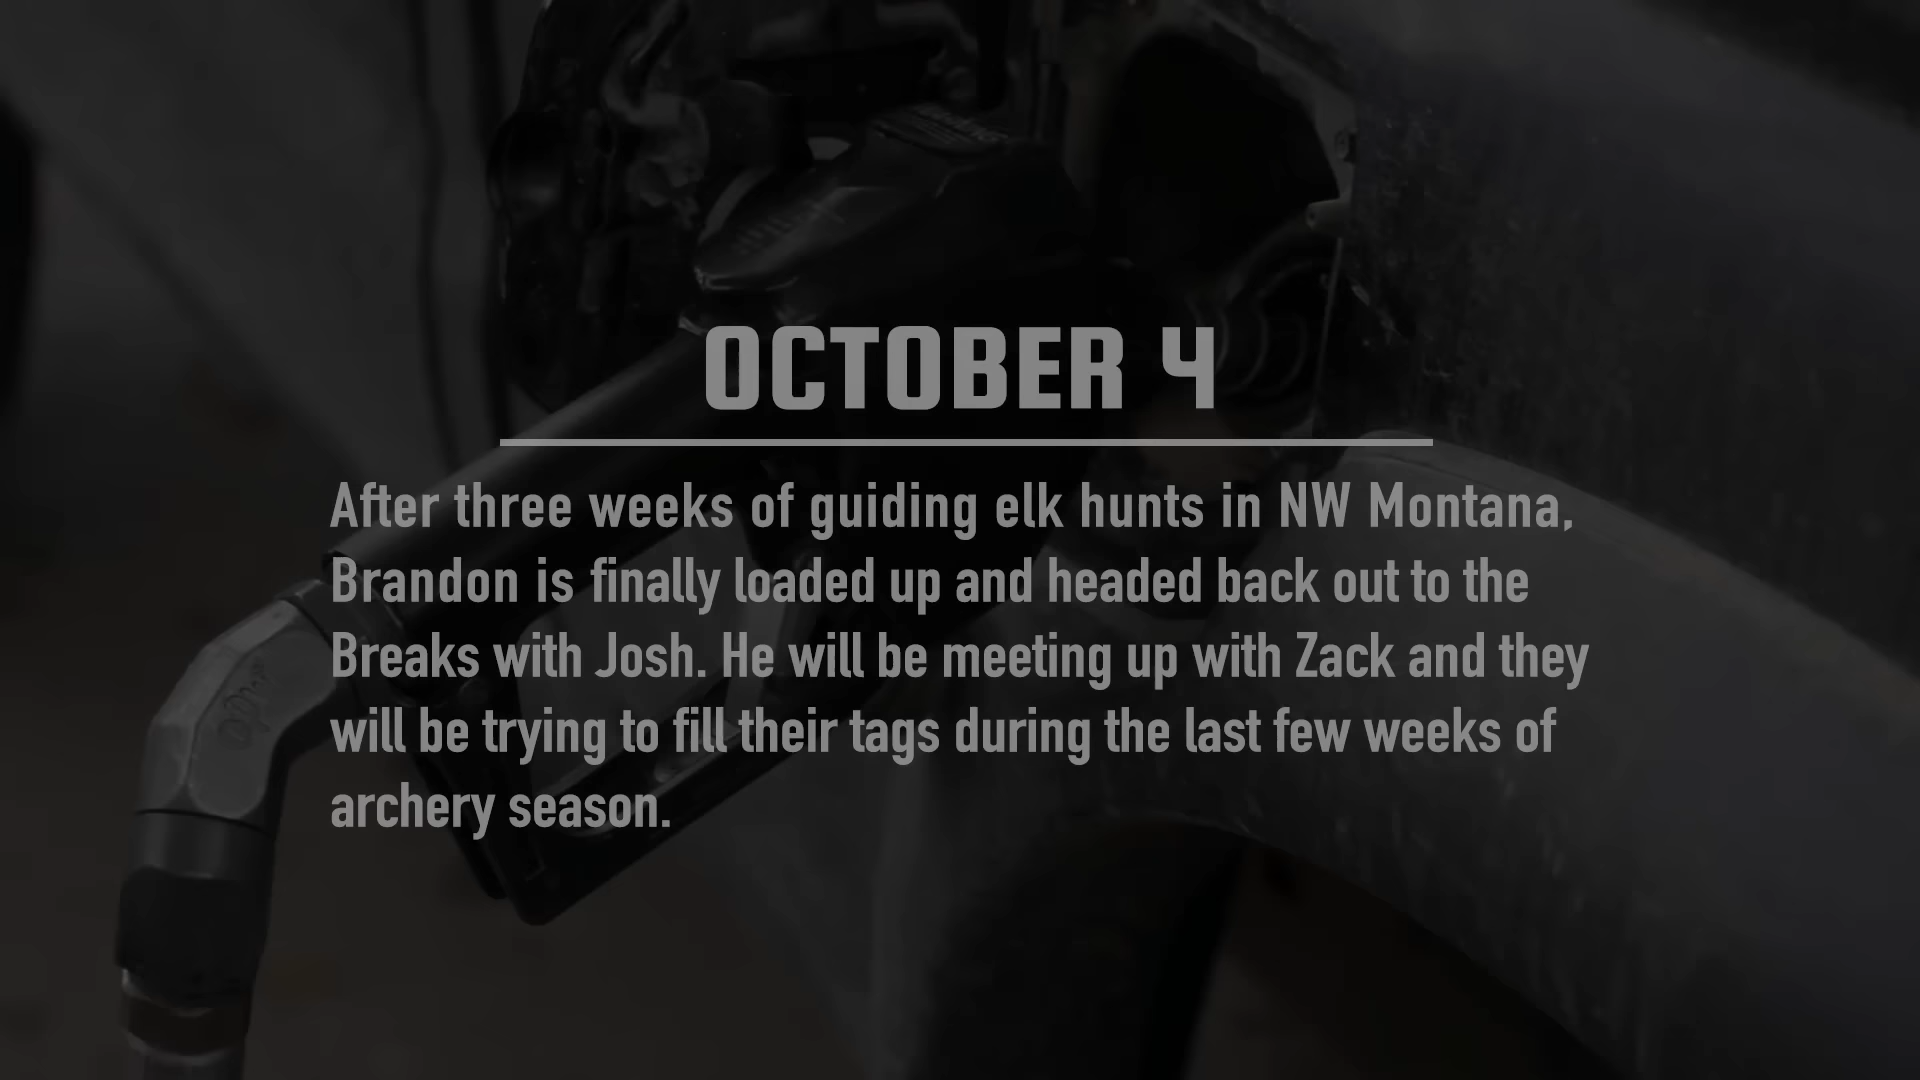 OCTOBER 4
After three weeks of guiding elk hunts in NW Montana,
Brandon is finally loaded up and headed back out to the
Breaks with Josh. He will be meeting up with Zack and they
will be trying to fill their tags during the last few weeks of
archery season.